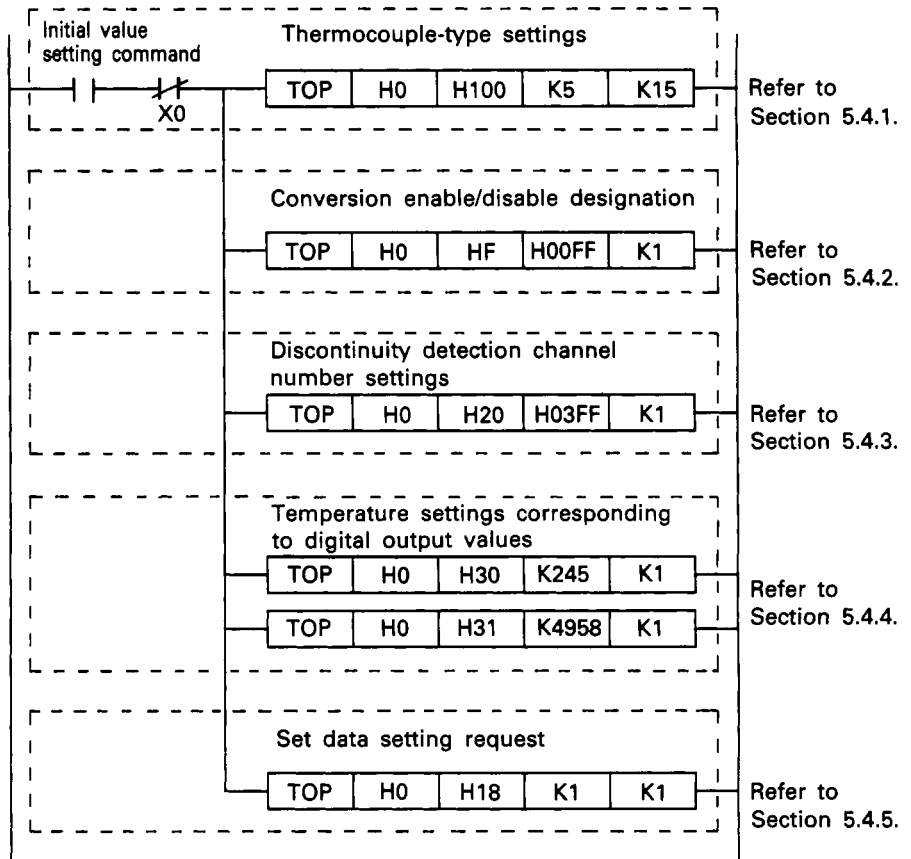 Initial value
setting command
Thermocouple-type settings
X0
TOP H0 H100 K5 K15
Refer to
Section 5.4.1.
Conversion enable/disable designation
TOP H0 HF H00FF K1
Refer to
Section 5.4.2.
Discontinuity detection channel
number settings
TOP H0 H20 H03FF K1
Refer to
Section 5.4.3.
Temperature settings corresponding
to digital output values
TOP H0 H30 K245 K1
TOP H0 H31 K4958 K1
Refer to
Section 5.4.4.
Set data setting request
TOP H0 H18 K1 K1
Refer to
Section 5.4.5.